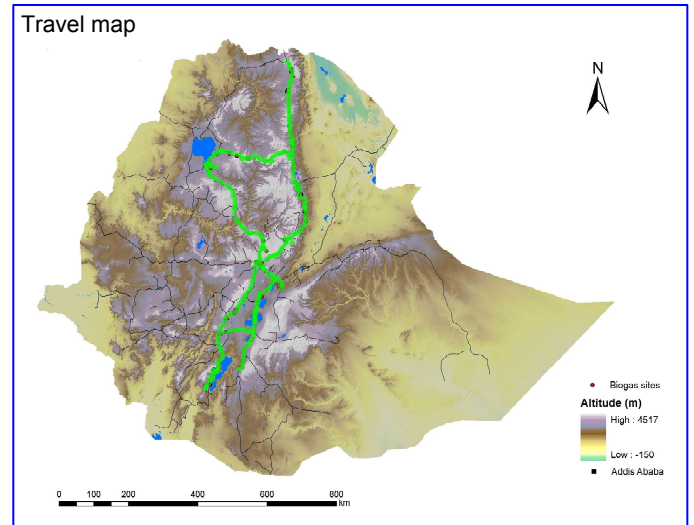 Travel map
N
Biogas sites
Altitude (m)
High : 4517
Low : -150
Addis Ababa
0 100 200 400 600 800
km